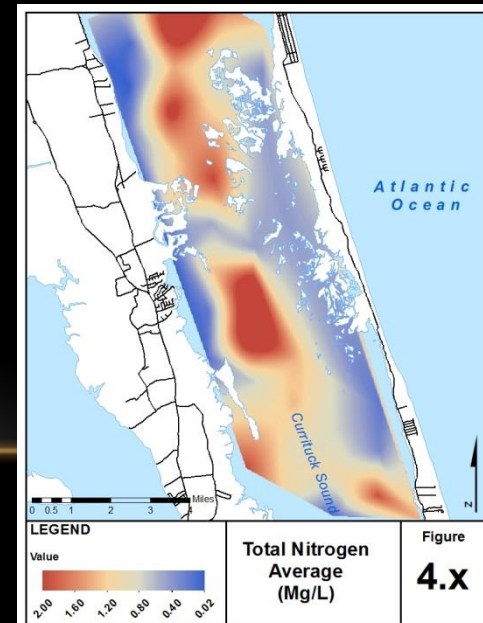 Atlantic
Ocean
Currituck Sound
0 0.5 1 2 3 4 Miles
N
LEGEND
Value
2.00 1.60 1.20 0.80 0.40 0.02
Total Nitrogen
Average
(Mg/L)
Figure
4.x